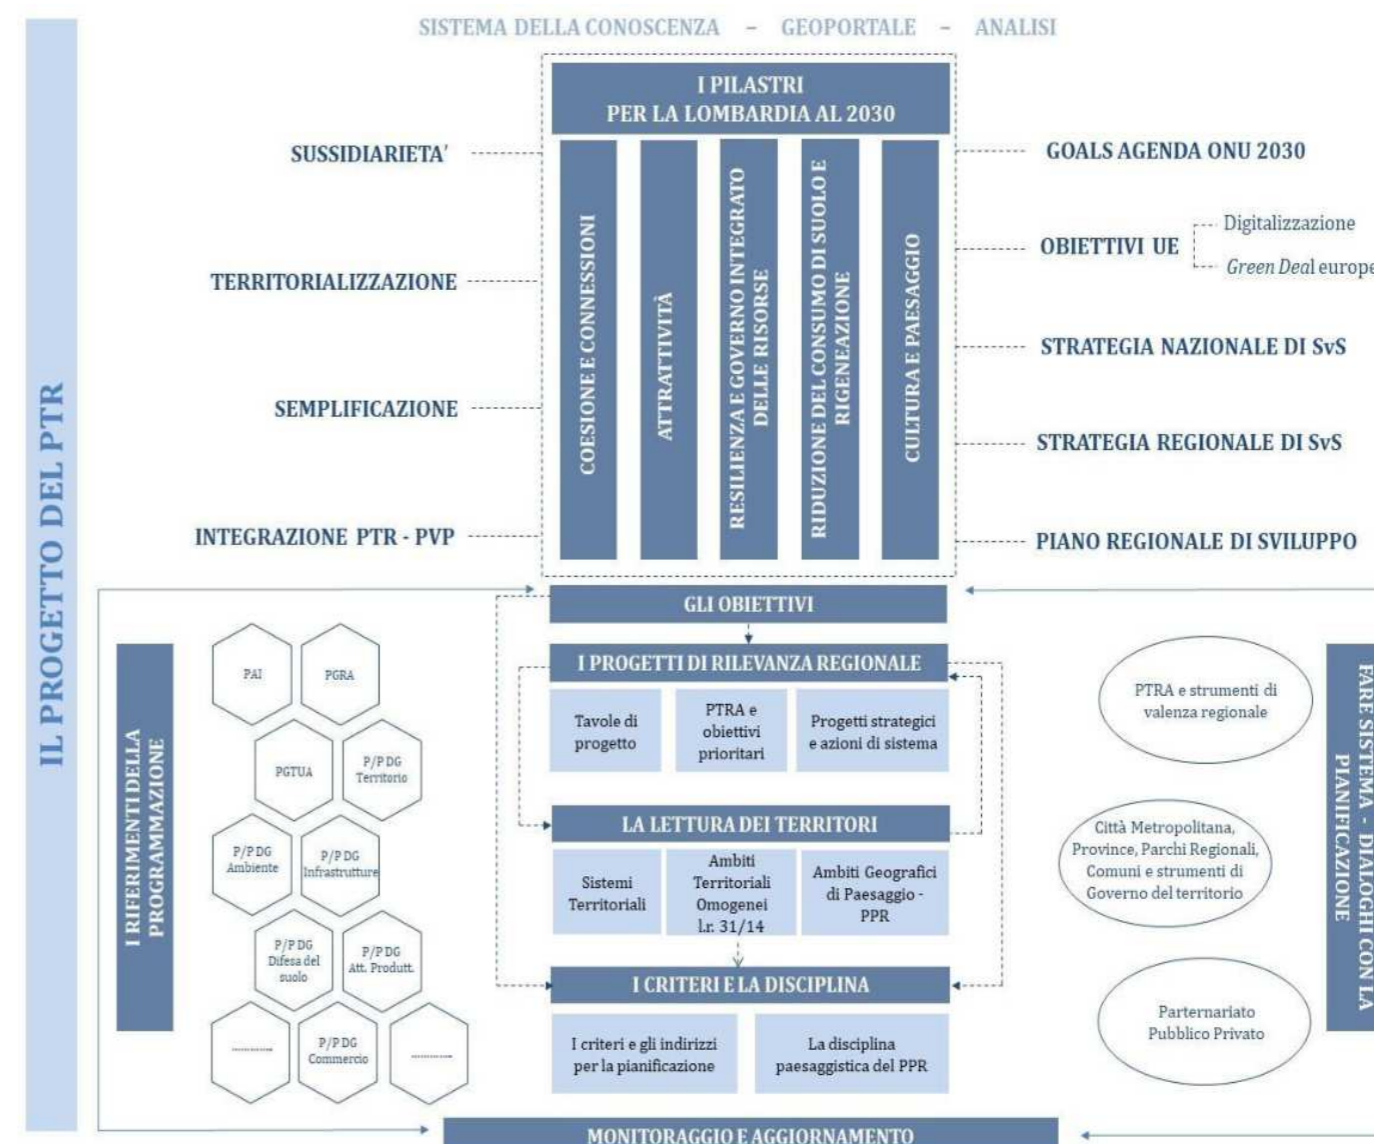 SISTEMA DELLA CONOSCENZA – GEOPORTALE – ANALISI
IL PROGETTO DEL PTR
I PILASTRI
PER LA LOMBARDIA AL 2030
SUSSIDIARIETA'
TERRITORIALIZZAZIONE
SEMPLIFICAZIONE
INTEGRAZIONE PTR - PVP
COESIONE E CONNESSIONI
ATTRATTIVITÀ
RESILIENZA E GOVERNO INTEGRATO
DELLE RISORSE
RIDUZIONE DEL CONSUMO DI SUOLO E
RIGENEAZIONE
CULTURA E PAESAGGIO
GOALS AGENDA ONU 2030
OBIETTIVI UE
Digitalizzazione
Green Deal europe
STRATEGIA NAZIONALE DI SvS
STRATEGIA REGIONALE DI SvS
PIANO REGIONALE DI SVILUPPO
GLI OBIETTIVI
I RIFERIMENTI DELLA
PROGRAMMAZIONE
PAI
PGRA
PGTUA
P/P DG
Territorio
P/P DG
Ambiente
P/P DG
Infrastrutture
P/P DG
Difesa del
suolo
P/P DG
Att. Produtt.
P/P DG
Commercio
I PROGETTI DI RILEVANZA REGIONALE
Tavole di
progetto
PTRA e
obiettivi
prioritari
Progetti strategici
e azioni di sistema
LA LETTURA DEI TERRITORI
Sistemi
Territoriali
Ambiti
Territoriali
Omogenei
l.r. 31/14
Ambiti Geografici
di Paesaggio -
PPR
I CRITERI E LA DISCIPLINA
I criteri e gli indirizzi
per la pianificazione
La disciplina
paesaggistica del PPR
PTRA e strumenti di
valenza regionale
Città Metropolitana,
Province, Parchi Regionali,
Comuni e strumenti di
Governo del territorio
Parternariato
Pubblico Privato
FARE SISTEMA - DIALOGHI CON LA
PIANIFICAZIONE
MONITORAGGIO E AGGIORNAMENTO